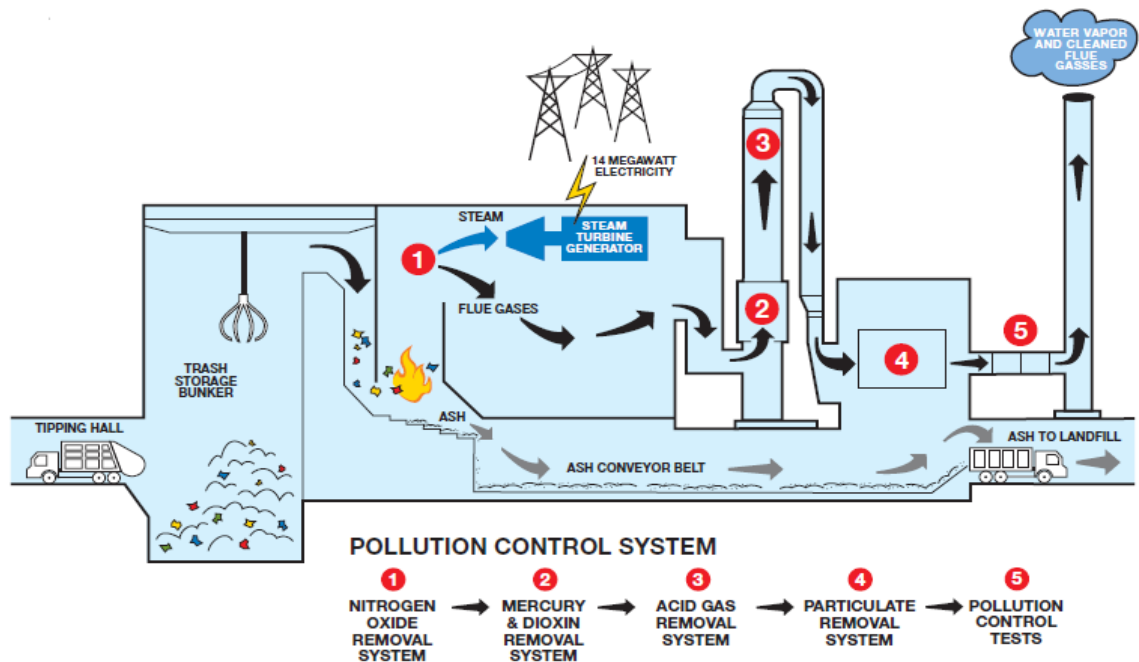 WATER VAPOR
AND CLEANED
FLUE
GASSES
14 MEGAWATT
ELECTRICITY
3
STEAM
STEAM
TURBINE
GENERATOR
1
FLUE GASES
2
5
4
TRASH
STORAGE
BUNKER
ASH
TIPPING HALL
ASH TO LANDFILL
ASH CONVEYOR BELT
POLLUTION CONTROL SYSTEM
1
NITROGEN
OXIDE
REMOVAL
SYSTEM
2
MERCURY
& DIOXIN
REMOVAL
SYSTEM
3
ACID GAS
REMOVAL
SYSTEM
4
PARTICULATE
REMOVAL
SYSTEM
5
POLLUTION
CONTROL
TESTS